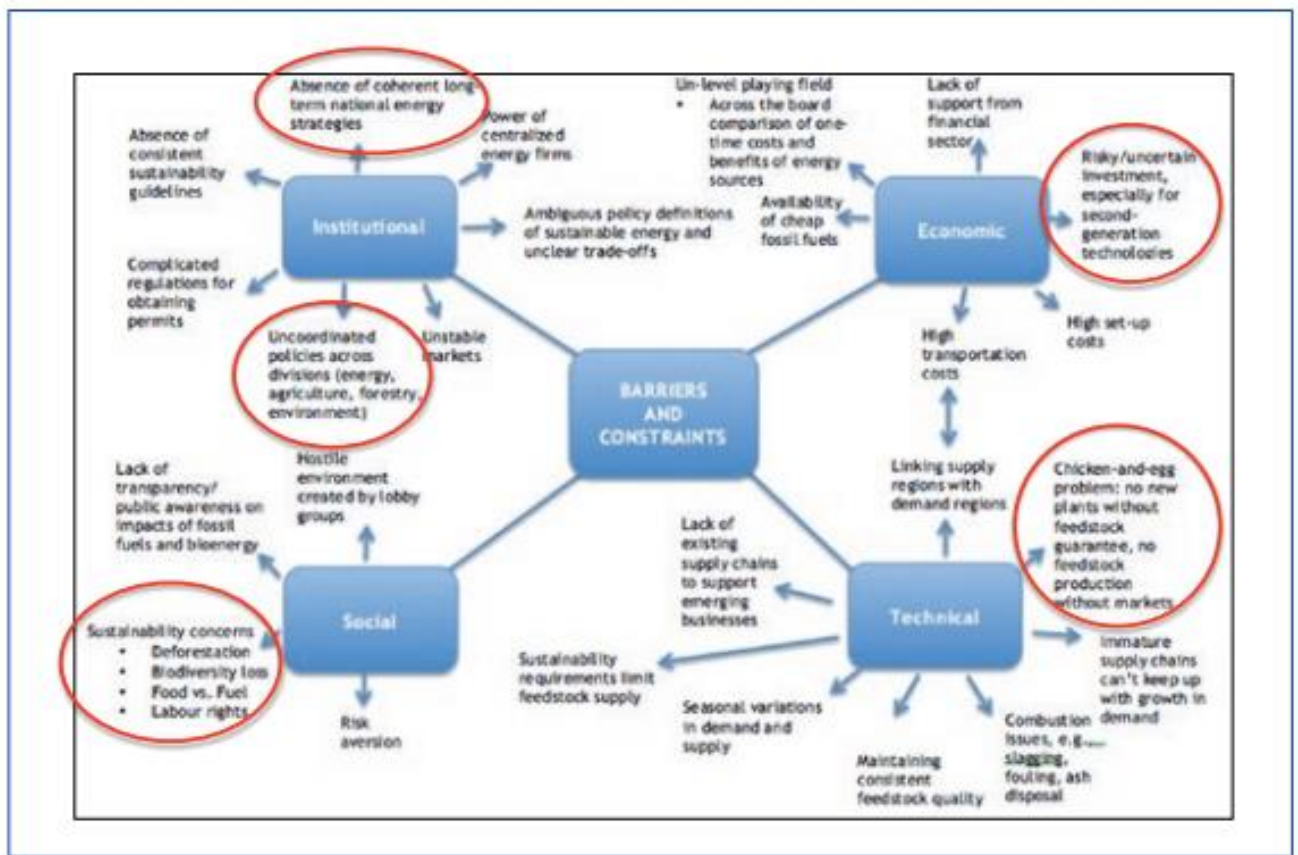 Absence of coherent long-
term national energy
strategies
Absence of
consistent
sustainability
guidelines
Power of
centralized
energy firms
Institutional
Ambiguous policy definitions
of sustainable energy and
unclear trade-offs
Complicated
regulations for
obtaining
permits
Uncoordinated
policies across
divisions (energy,
agriculture, forestry,
environment)
Unstable
markets
Un-level playing field
• Across the board
comparison of one-
time costs and
benefits of energy
sources
Lack of
support from
financial
sector
Risky/uncertain
investment,
especially for
second-
generation
technologies
Availability
of cheap
fossil fuels
Economic
High
transportation
costs
High set-up
costs
BARRIERS
AND
CONSTRAINTS
Lack of
transparency/
public awareness on
impacts of fossil
fuels and bioenergy
Hostile
environment
created by lobby
groups
Social
Sustainability concerns
• Deforestation
• Biodiversity loss
• Food vs. Fuel
• Labour rights
Risk
aversion
Linking supply
regions with
demand regions
Chicken-and-egg
problem: no new
plants without
feedstock
guarantee, no
feedstock
production
without markets
Lack of
existing
supply chains
to support
emerging
businesses
Technical
Sustainability
requirements limit
feedstock supply
Seasonal variations
in demand and
supply
Maintaining
consistent
feedstock quality
Combustion
issues, e.g.,
slagging,
fouling, ash
disposal
Immature
supply chains
can't keep up
with growth in
demand